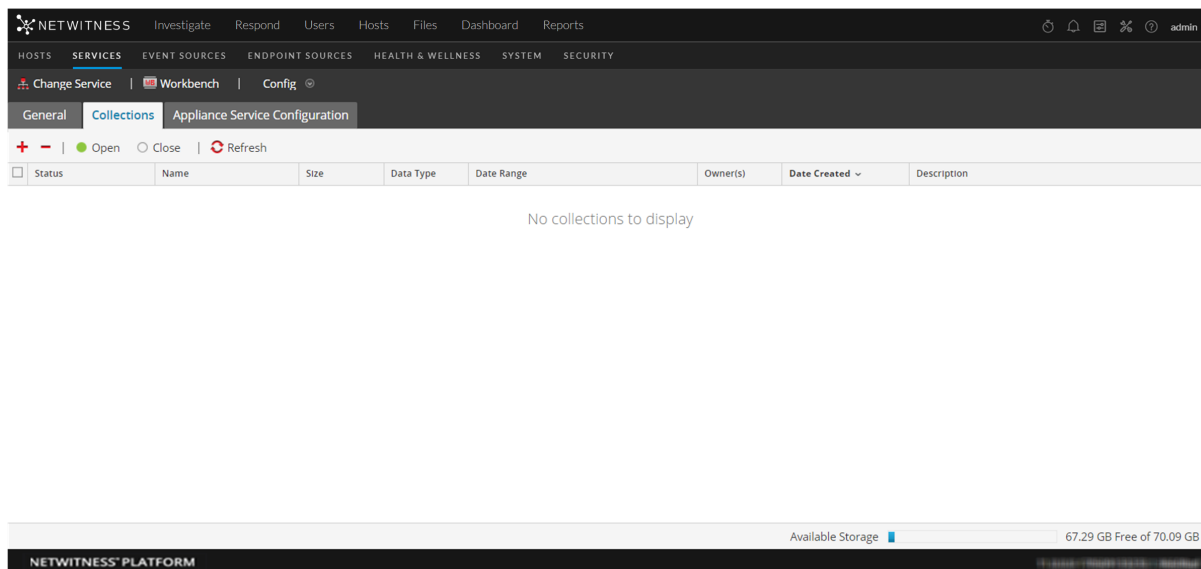 NETWITNESS Investigate Respond Users Hosts Files Dashboard Reports admin
HOSTS SERVICES EVENT SOURCES ENDPOINT SOURCES HEALTH & WELLNESS SYSTEM SECURITY
Change Service | MB Workbench | Config
General Collections Appliance Service Configuration
+ − | Open Close | Refresh
Status Name Size Data Type Date Range Owner(s) Date Created Description
No collections to display
Available Storage 67.29 GB Free of 70.09 GB
NETWITNESS® PLATFORM